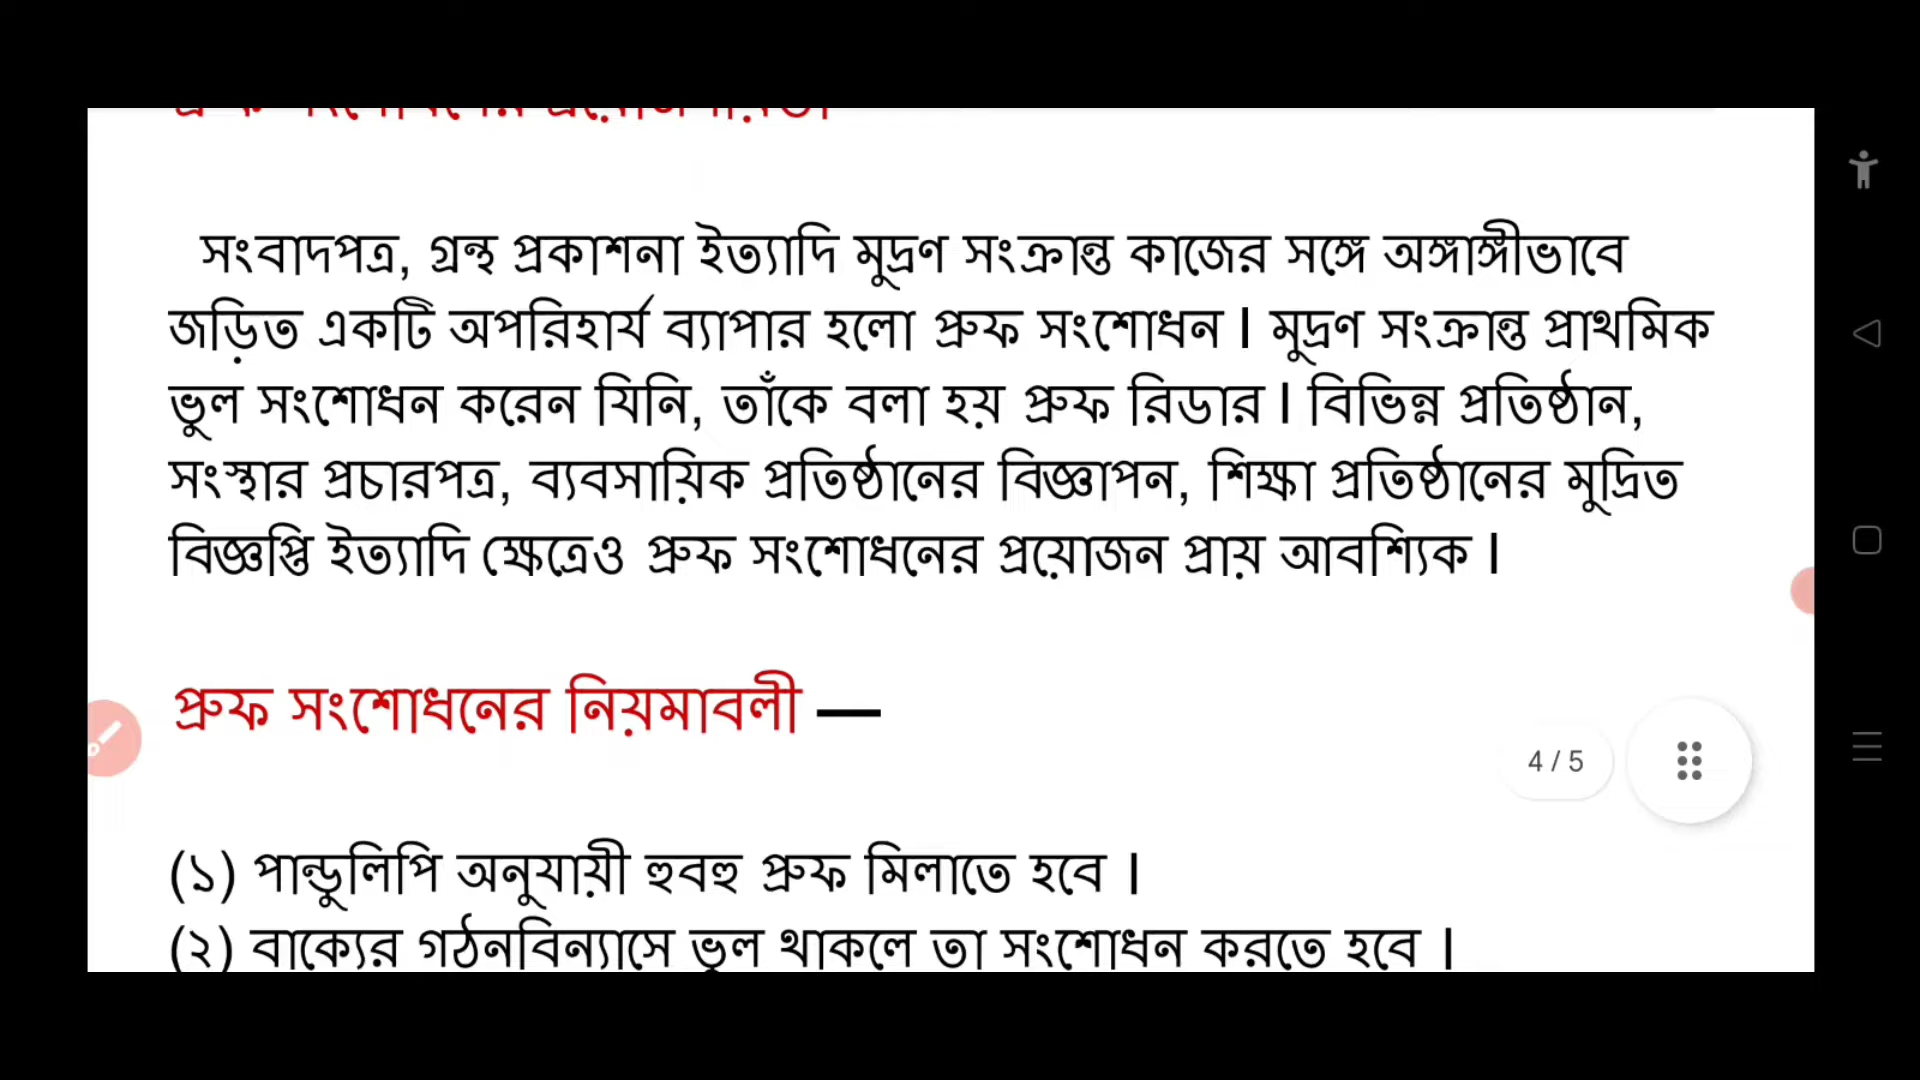 সংবাদপত্র, গ্রন্থ প্রকাশনা ইত্যাদি মুদ্রণ সংক্রান্ত কাজের সঙ্গে অঙ্গাঙ্গীভাবে
জড়িত একটি অপরিহার্য ব্যাপার হলো প্রুফ সংশোধন। মুদ্রণ সংক্রান্ত প্রাথমিক
ভুল সংশোধন করেন যিনি, তাঁকে বলা হয় প্রুফ রিডার। বিভিন্ন প্রতিষ্ঠান,
সংস্থার প্রচারপত্র, ব্যবসায়িক প্রতিষ্ঠানের বিজ্ঞাপন, শিক্ষা প্রতিষ্ঠানের মুদ্রিত
বিজ্ঞপ্তি ইত্যাদি ক্ষেত্রেও প্রুফ সংশোধনের প্রয়োজন প্রায় আবশ্যিক।
প্রুফ সংশোধনের নিয়মাবলী —
4 / 5
(১) পান্ডুলিপি অনুযায়ী হুবহু প্রুফ মিলাতে হবে ।
(২) বাক্যের গঠনবিন্যাসে ভুল থাকলে তা সংশোধন করতে হবে ।